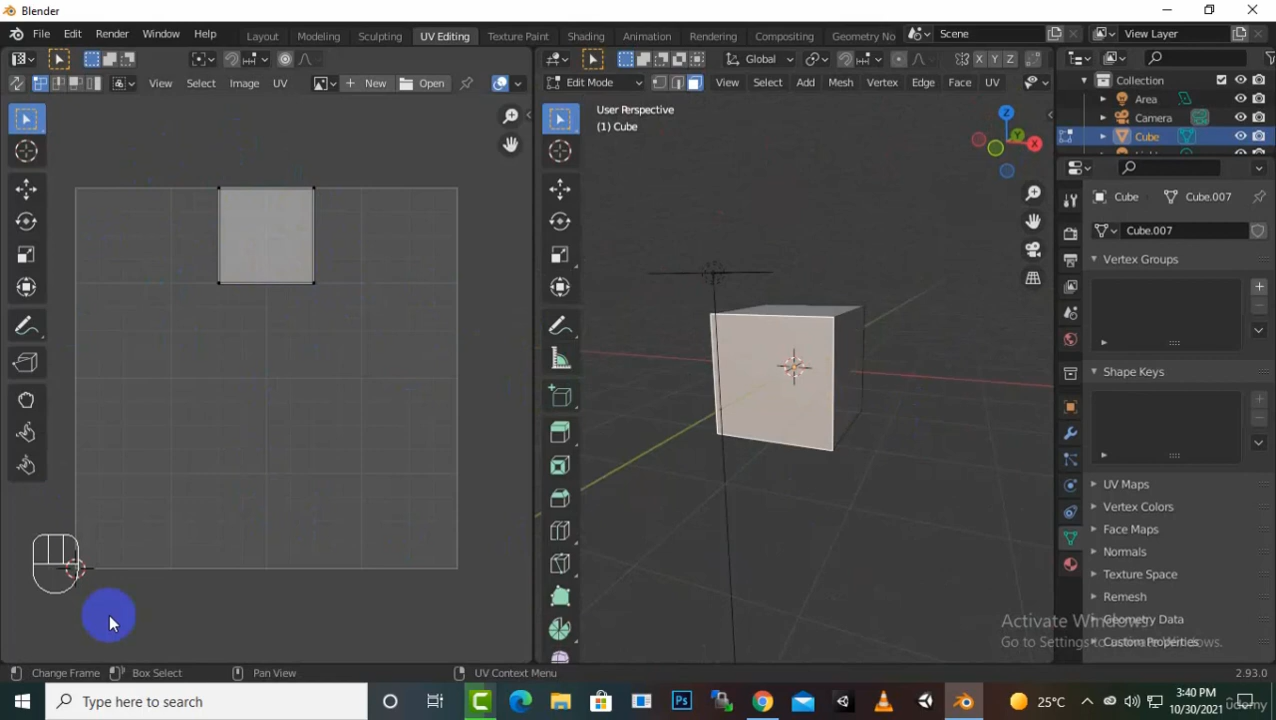 Blender
File Edit Render Window Help Layout Modeling Sculpting UV Editing Texture Paint Shading Animation Rendering Compositing Geometry No Scene View Layer
View Select Image UV New Open
Global
Edit Mode View Select Add Mesh Vertex Edge Face UV
User Perspective
(1) Cube
Z
Y
X
Collection
Area
Camera
Cube
Cube Cube.007
Cube.007
Vertex Groups
Shape Keys
UV Maps
Vertex Colors
Face Maps
Normals
Texture Space
Remesh
Geometry Data
Custom Properties
Activate Windows
Go to Settings to activate Windows.
Change Frame Box Select Pan View UV Context Menu 2.93.0
Type here to search
Ps
25°C
3:40 PM
10/30/2021
Udemy